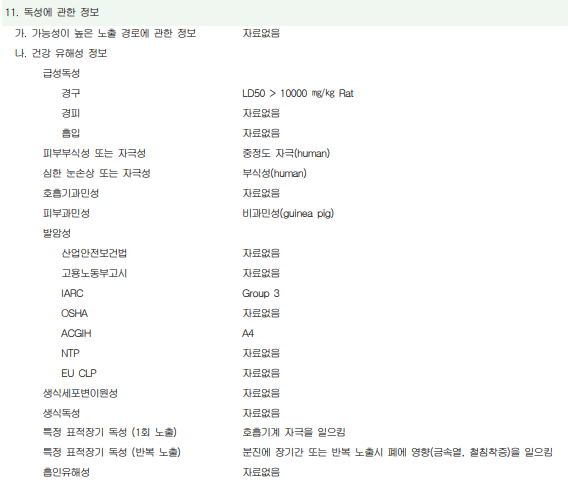 11. 독성에 관한 정보
가. 가능성이 높은 노출 경로에 관한 정보 자료없음
나. 건강 유해성 정보
급성독성
경구 LD50 > 10000 ㎎/㎏ Rat
경피 자료없음
흡입 자료없음
피부부식성 또는 자극성 중정도 자극(human)
심한 눈손상 또는 자극성 부식성(human)
호흡기과민성 자료없음
피부과민성 비과민성(guinea pig)
발암성
산업안전보건법 자료없음
고용노동부고시 자료없음
IARC Group 3
OSHA 자료없음
ACGIH A4
NTP 자료없음
EU CLP 자료없음
생식세포변이원성 자료없음
생식독성 자료없음
특정 표적장기 독성 (1회 노출) 호흡기계 자극을 일으킴
특정 표적장기 독성 (반복 노출) 분진에 장기간 또는 반복 노출시 폐에 영향(금속열, 철침착증)을 일으킴
흡인유해성 자료없음